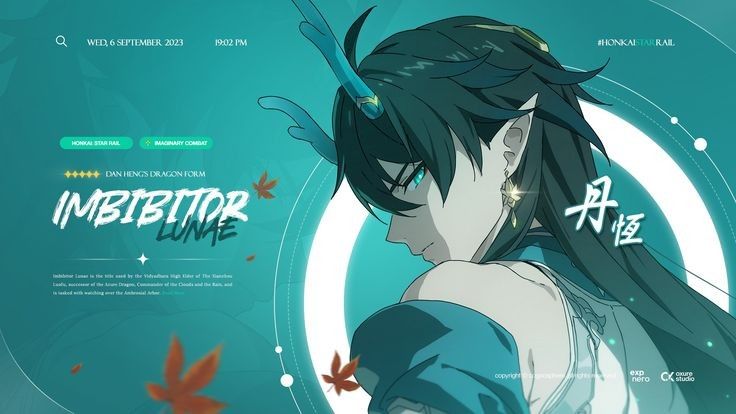 WED, 6 SEPTEMBER 2023
19:02 PM
#HONKAISTARRAIL
HONKAI: STAR RAIL
IMAGINARY COMBAT
DAN HENG'S DRAGON FORM
IMBIBITOR
LUNAE
丹恒
Imbibitor Lunae is the title used by the Vidyadhara High Elder of The Xianzhou
Luofu, successor of the Azure Dragon, Commander of the Clouds and the Rain, and
is tasked with watching over the Ambrosial Arbor. Read More
copyright ©
all rights reserved
exp
nero
oxure
studio